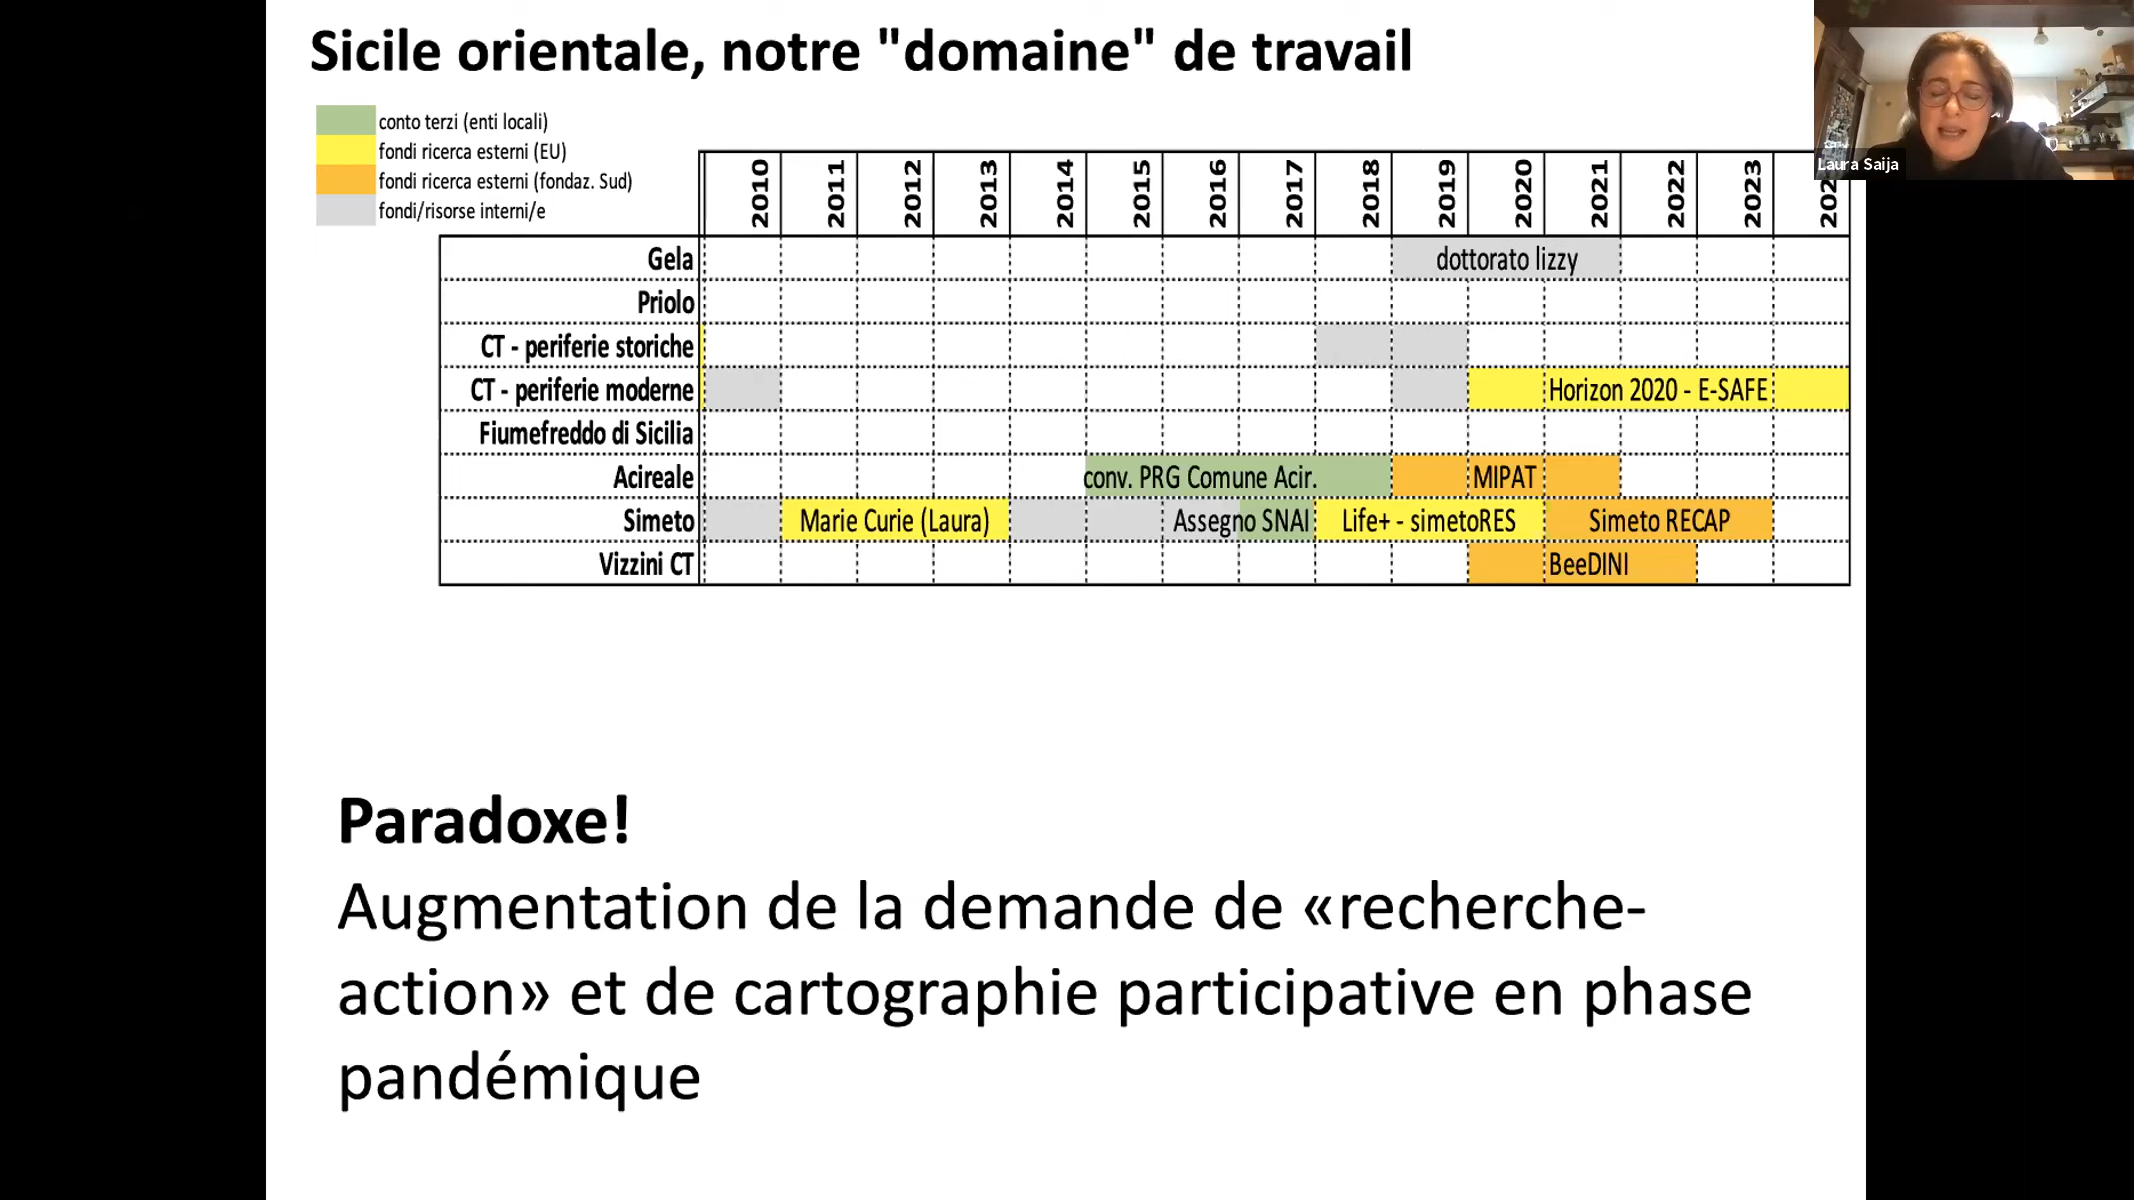 Sicile orientale, notre "domaine" de travail
Laura Saija
conto terzi (enti locali)
fondi ricerca esterni (EU)
fondi ricerca esterni (fondaz. Sud)
fondi/risorse interni/e
2010 2011 2012 2013 2014 2015 2016 2017 2018 2019 2020 2021 2022 2023
Gela dottorato lizzy
Priolo
CT - periferie storiche
CT - periferie moderne Horizon 2020 - E-SAFE
Fiumefreddo di Sicilia
Acireale conv. PRG Comune Acir. MIPAT
Simeto Marie Curie (Laura) Assegno SNAI Life+ - simetoRES Simeto RECAP
Vizzini CT BeeDINI
Paradoxe!
Augmentation de la demande de «recherche-
action» et de cartographie participative en phase
pandémique